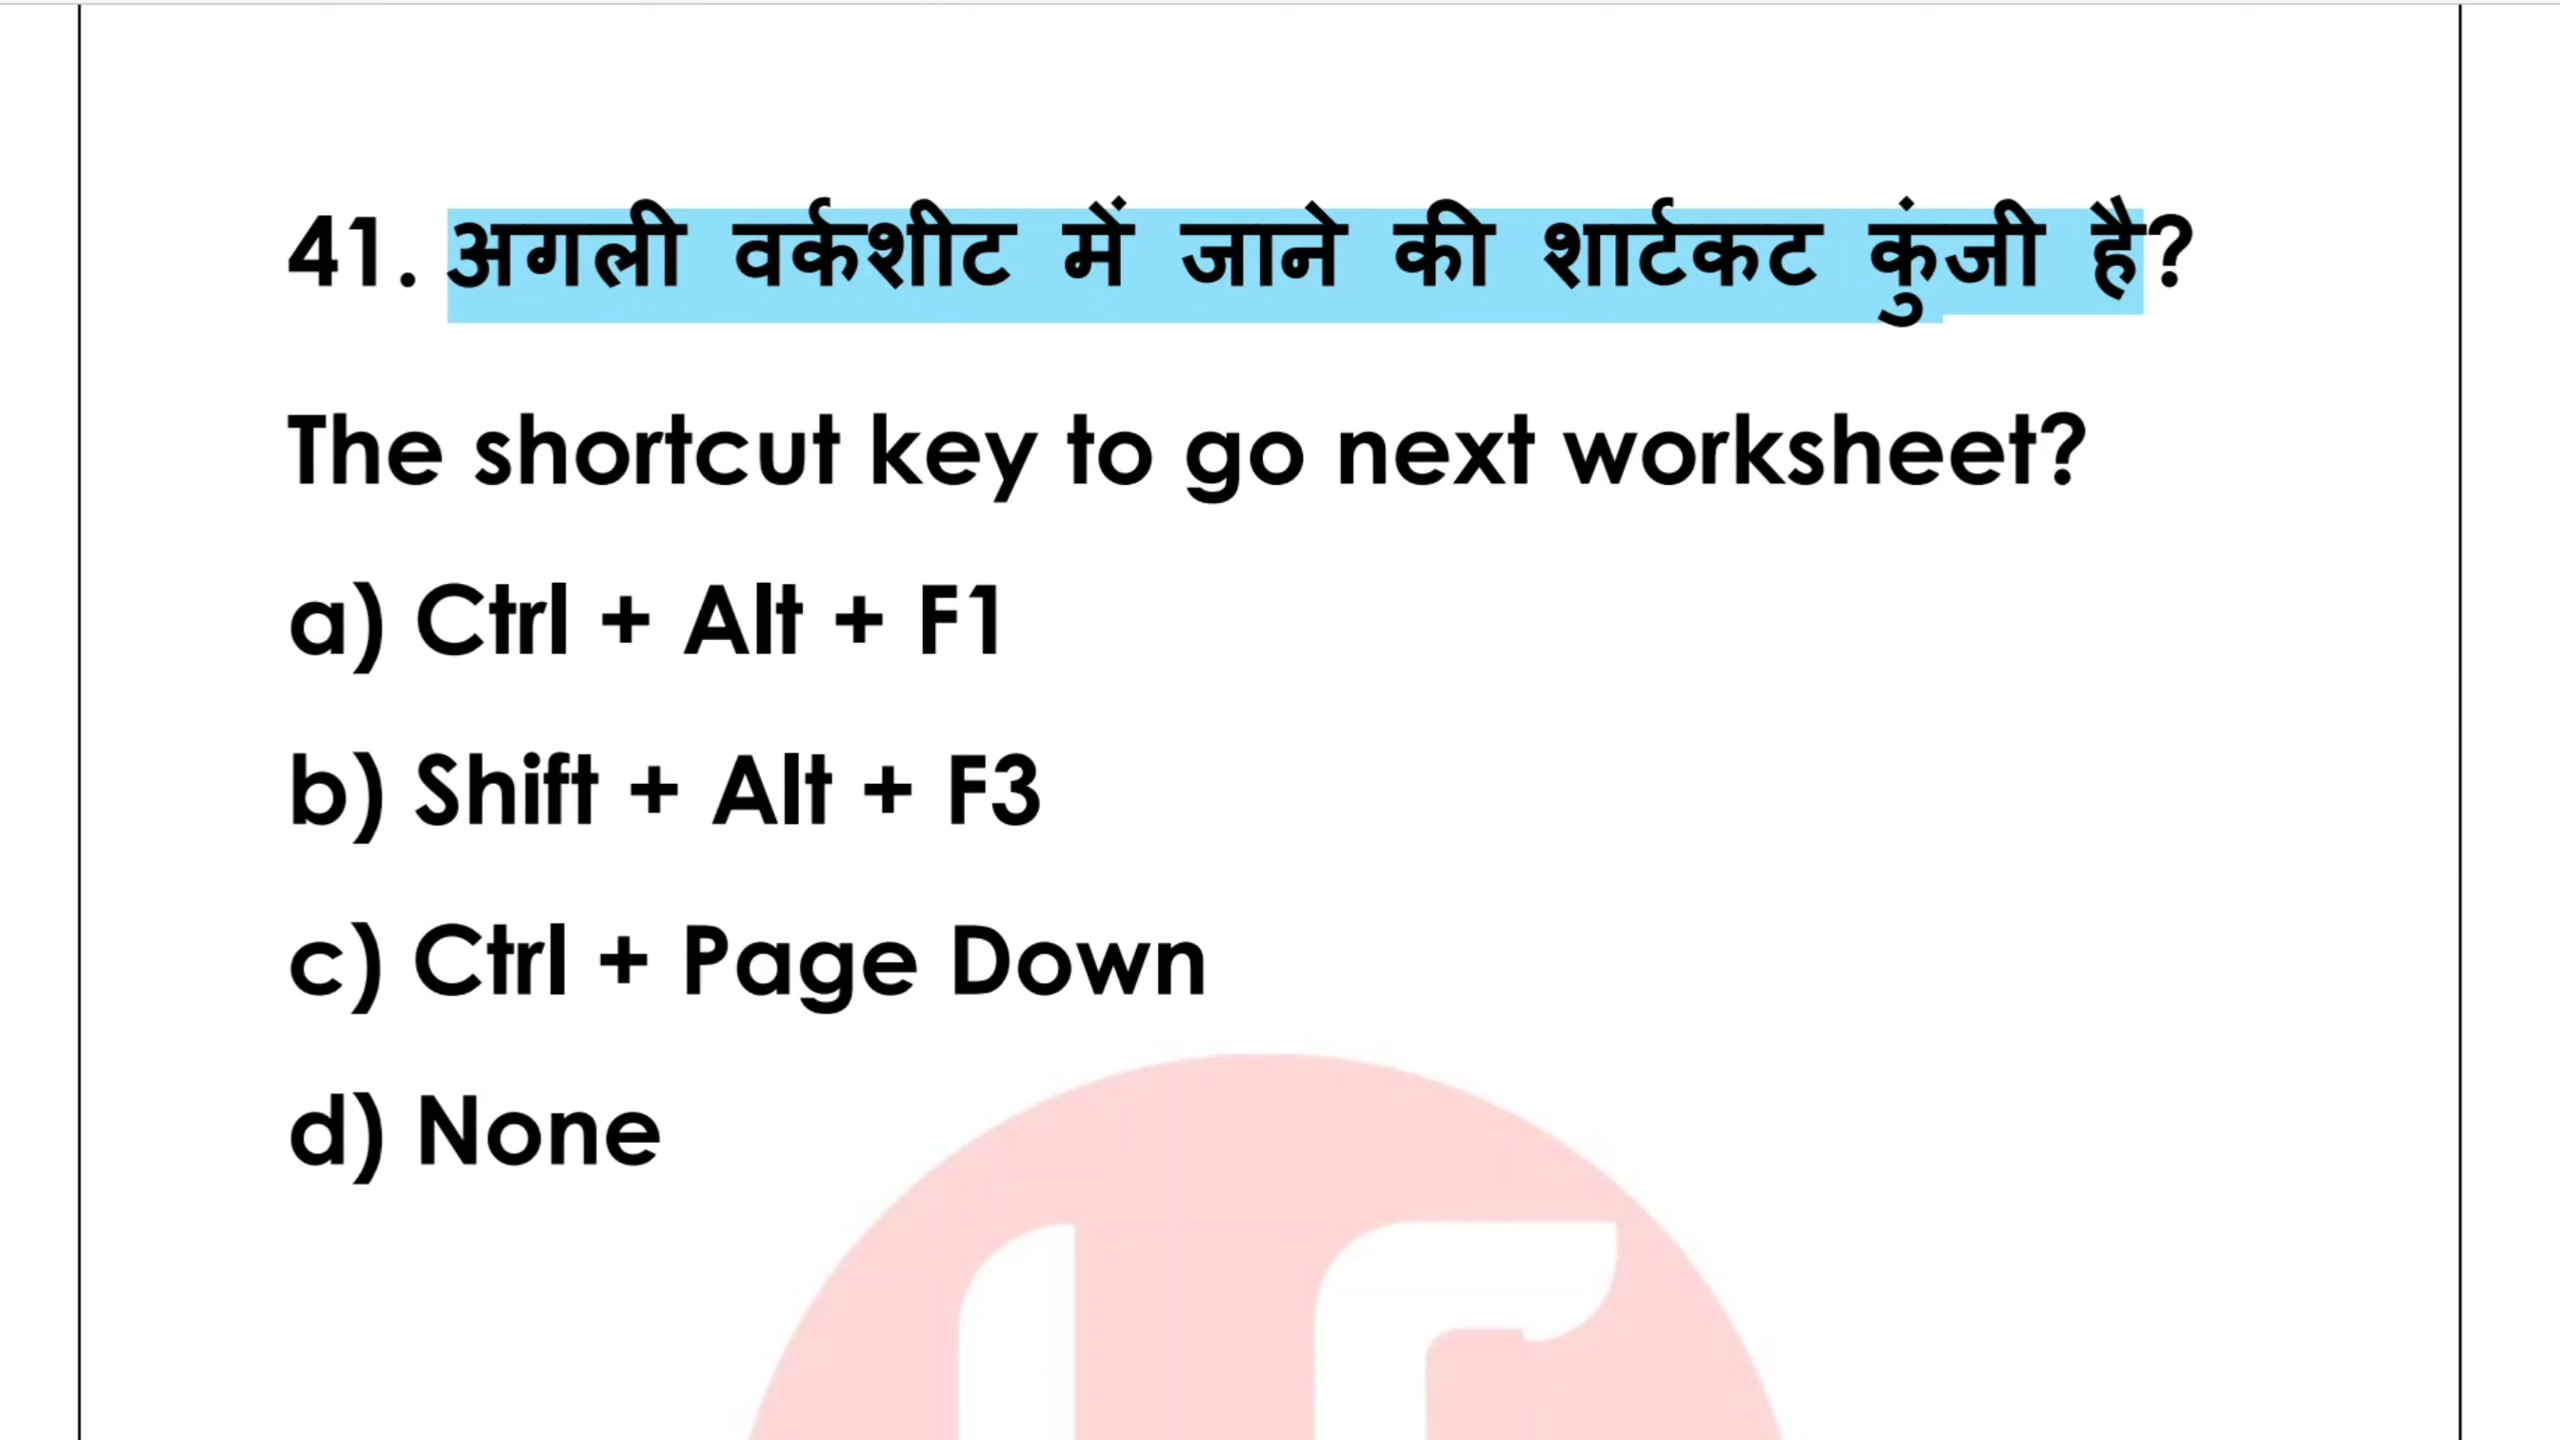 41. अगली वर्कशीट में जाने की शार्टकट कुंजी है?
The shortcut key to go next worksheet?
a) Ctrl + Alt + F1
b) Shift + Alt + F3
c) Ctrl + Page Down
d) None